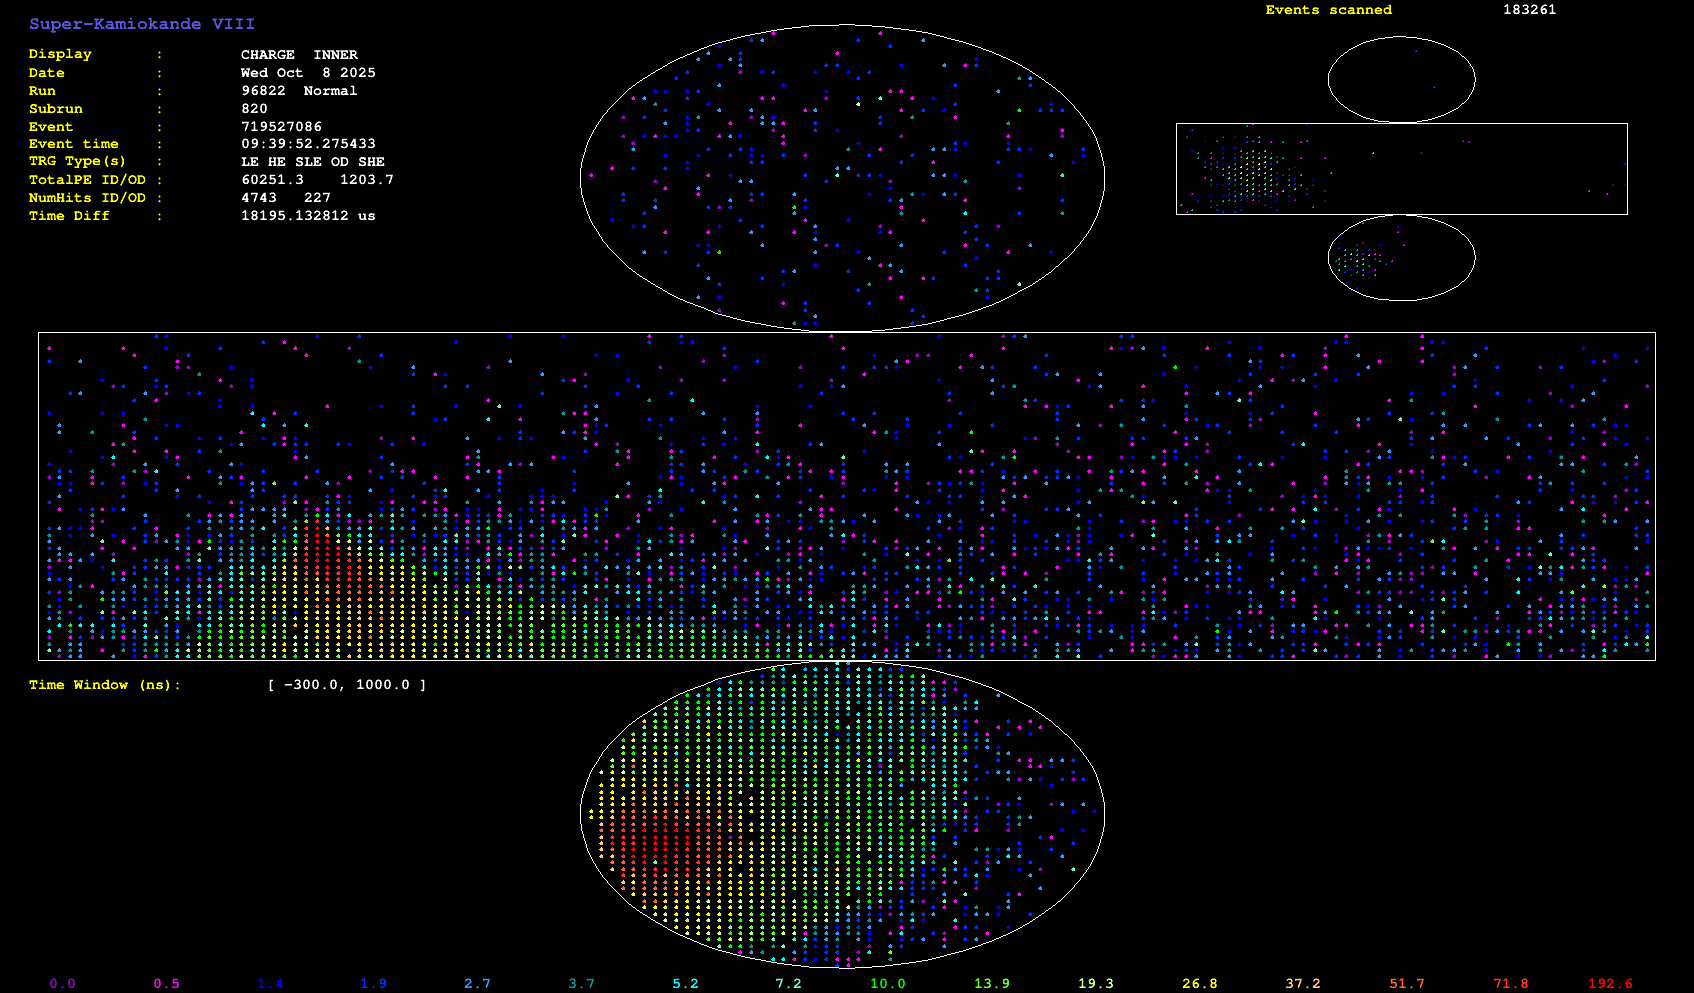 Super-Kamiokande VIII
Events scanned 183261
Display : CHARGE INNER
Date : Wed Oct 8 2025
Run : 96822 Normal
Subrun : 820
Event : 719527086
Event time : 09:39:52.275433
TRG Type(s) : LE HE SLE OD SHE
TotalPE ID/OD : 60251.3 1203.7
NumHits ID/OD : 4743 227
Time Diff : 18195.132812 us
Time Window (ns): [ -300.0, 1000.0 ]
0.0 0.5 1.4 1.9 2.7 3.7 5.2 7.2 10.0 13.9 19.3 26.8 37.2 51.7 71.8 192.6